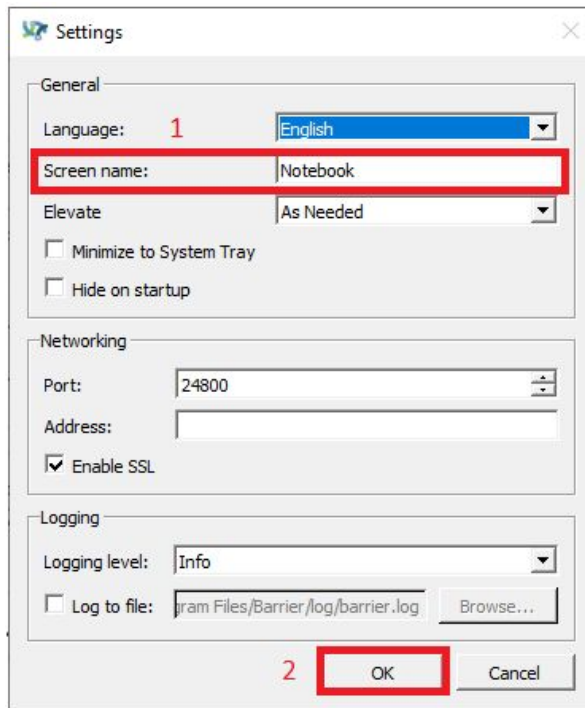 Settings
General
Language: 1 English
Screen name: Notebook
Elevate As Needed
Minimize to System Tray
Hide on startup
Networking
Port: 24800
Address:
Enable SSL
Logging
Logging level: Info
Log to file: gram Files/Barrier/log/barrier.log Browse...
2 OK Cancel